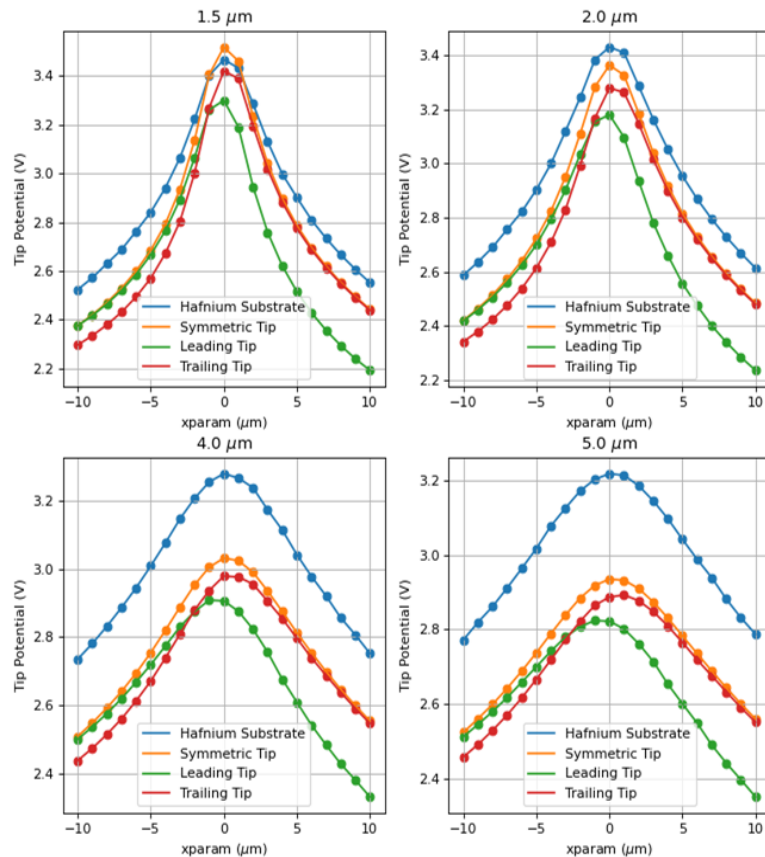 1.5 μm
2.0 μm
Tip Potential (V)
3.4
3.2
3.0
2.8
2.6
2.4
2.2
Hafnium Substrate
Symmetric Tip
Leading Tip
Trailing Tip
−10
−5
0
5
10
xparam (μm)
Tip Potential (V)
3.4
3.2
3.0
2.8
2.6
2.4
2.2
Hafnium Substrate
Symmetric Tip
Leading Tip
Trailing Tip
−10
−5
0
5
10
xparam (μm)
4.0 μm
5.0 μm
Tip Potential (V)
3.2
3.0
2.8
2.6
2.4
Hafnium Substrate
Symmetric Tip
Leading Tip
Trailing Tip
−10
−5
0
5
10
xparam (μm)
Tip Potential (V)
3.2
3.0
2.8
2.6
2.4
Hafnium Substrate
Symmetric Tip
Leading Tip
Trailing Tip
−10
−5
0
5
10
xparam (μm)